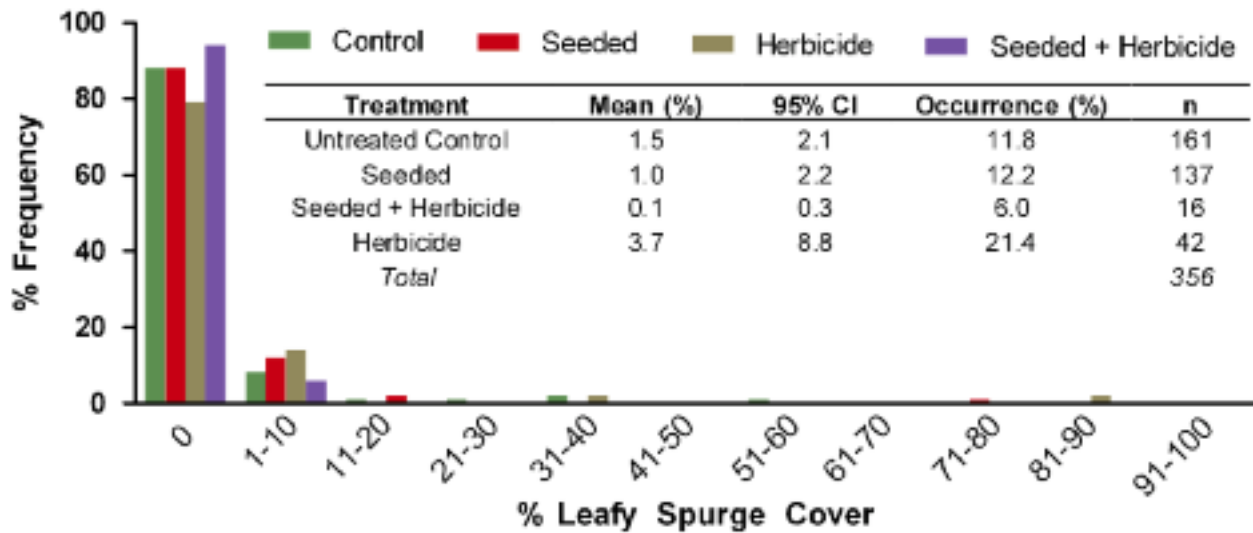 Control Seeded Herbicide Seeded + Herbicide
Treatment Mean (%) 95% CI Occurrence (%) n
Untreated Control 1.5 2.1 11.8 161
Seeded 1.0 2.2 12.2 137
Seeded + Herbicide 0.1 0.3 6.0 16
Herbicide 3.7 8.8 21.4 42
Total 356
% Frequency
100
80
60
40
20
0
0 1-10 11-20 21-30 31-40 41-50 51-60 61-70 71-80 81-90 91-100
% Leafy Spurge Cover